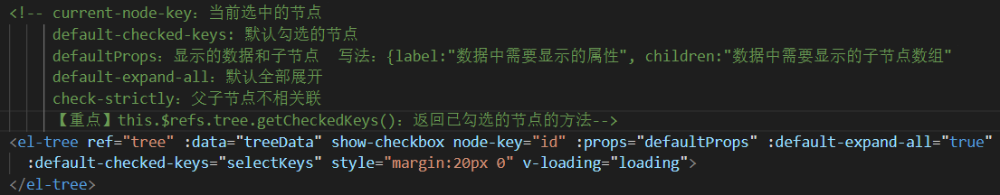 <!-- current-node-key：当前选中的节点
default-checked-keys: 默认勾选的节点
defaultProps：显示的数据和子节点  写法：{label:"数据中需要显示的属性", children:"数据中需要显示的子节点数组"
default-expand-all：默认全部展开
check-strictly：父子节点不相关联
【重点】this.$refs.tree.getCheckedKeys()：返回已勾选的节点的方法-->
<el-tree ref="tree" :data="treeData" show-checkbox node-key="id" :props="defaultProps" :default-expand-all="true"
:default-checked-keys="selectKeys" style="margin:20px 0" v-loading="loading">
</el-tree>